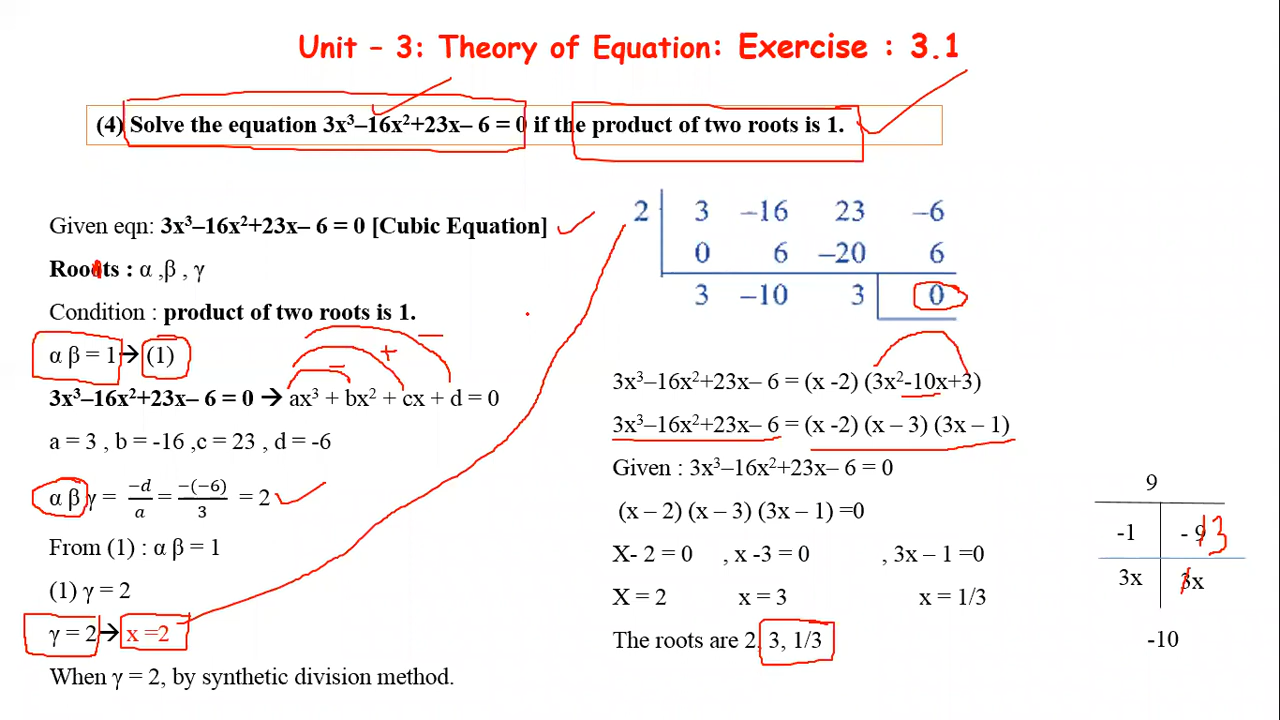 Unit – 3: Theory of Equation: Exercise : 3.1
(4) Solve the equation 3x³–16x²+23x– 6 = 0 if the product of two roots is 1.
Given eqn: 3x³–16x²+23x– 6 = 0 [Cubic Equation]
Roots : α ,β , γ
Condition : product of two roots is 1.
α β = 1➔ (1)
3x³–16x²+23x– 6 = 0 ➔ ax³ + bx² + cx + d = 0
– + –
a = 3 , b = -16 ,c = 23 , d = -6
α β γ = −d/a = −(−6)/3 = 2
From (1) : α β = 1
(1) γ = 2
γ = 2➔ x =2
When γ = 2, by synthetic division method.
2 3 –16 23 –6
0 6 –20 6
3 –10 3 0
3x³–16x²+23x– 6 = (x -2) (3x²-10x+3)
3x³–16x²+23x– 6 = (x -2) (x – 3) (3x – 1)
Given : 3x³–16x²+23x– 6 = 0
(x – 2) (x – 3) (3x – 1) =0
X- 2 = 0 , x -3 = 0 , 3x – 1 =0
X = 2 x = 3 x = 1/3
The roots are 2, 3, 1/3
9
-1 - 9 3
3x 3x
-10